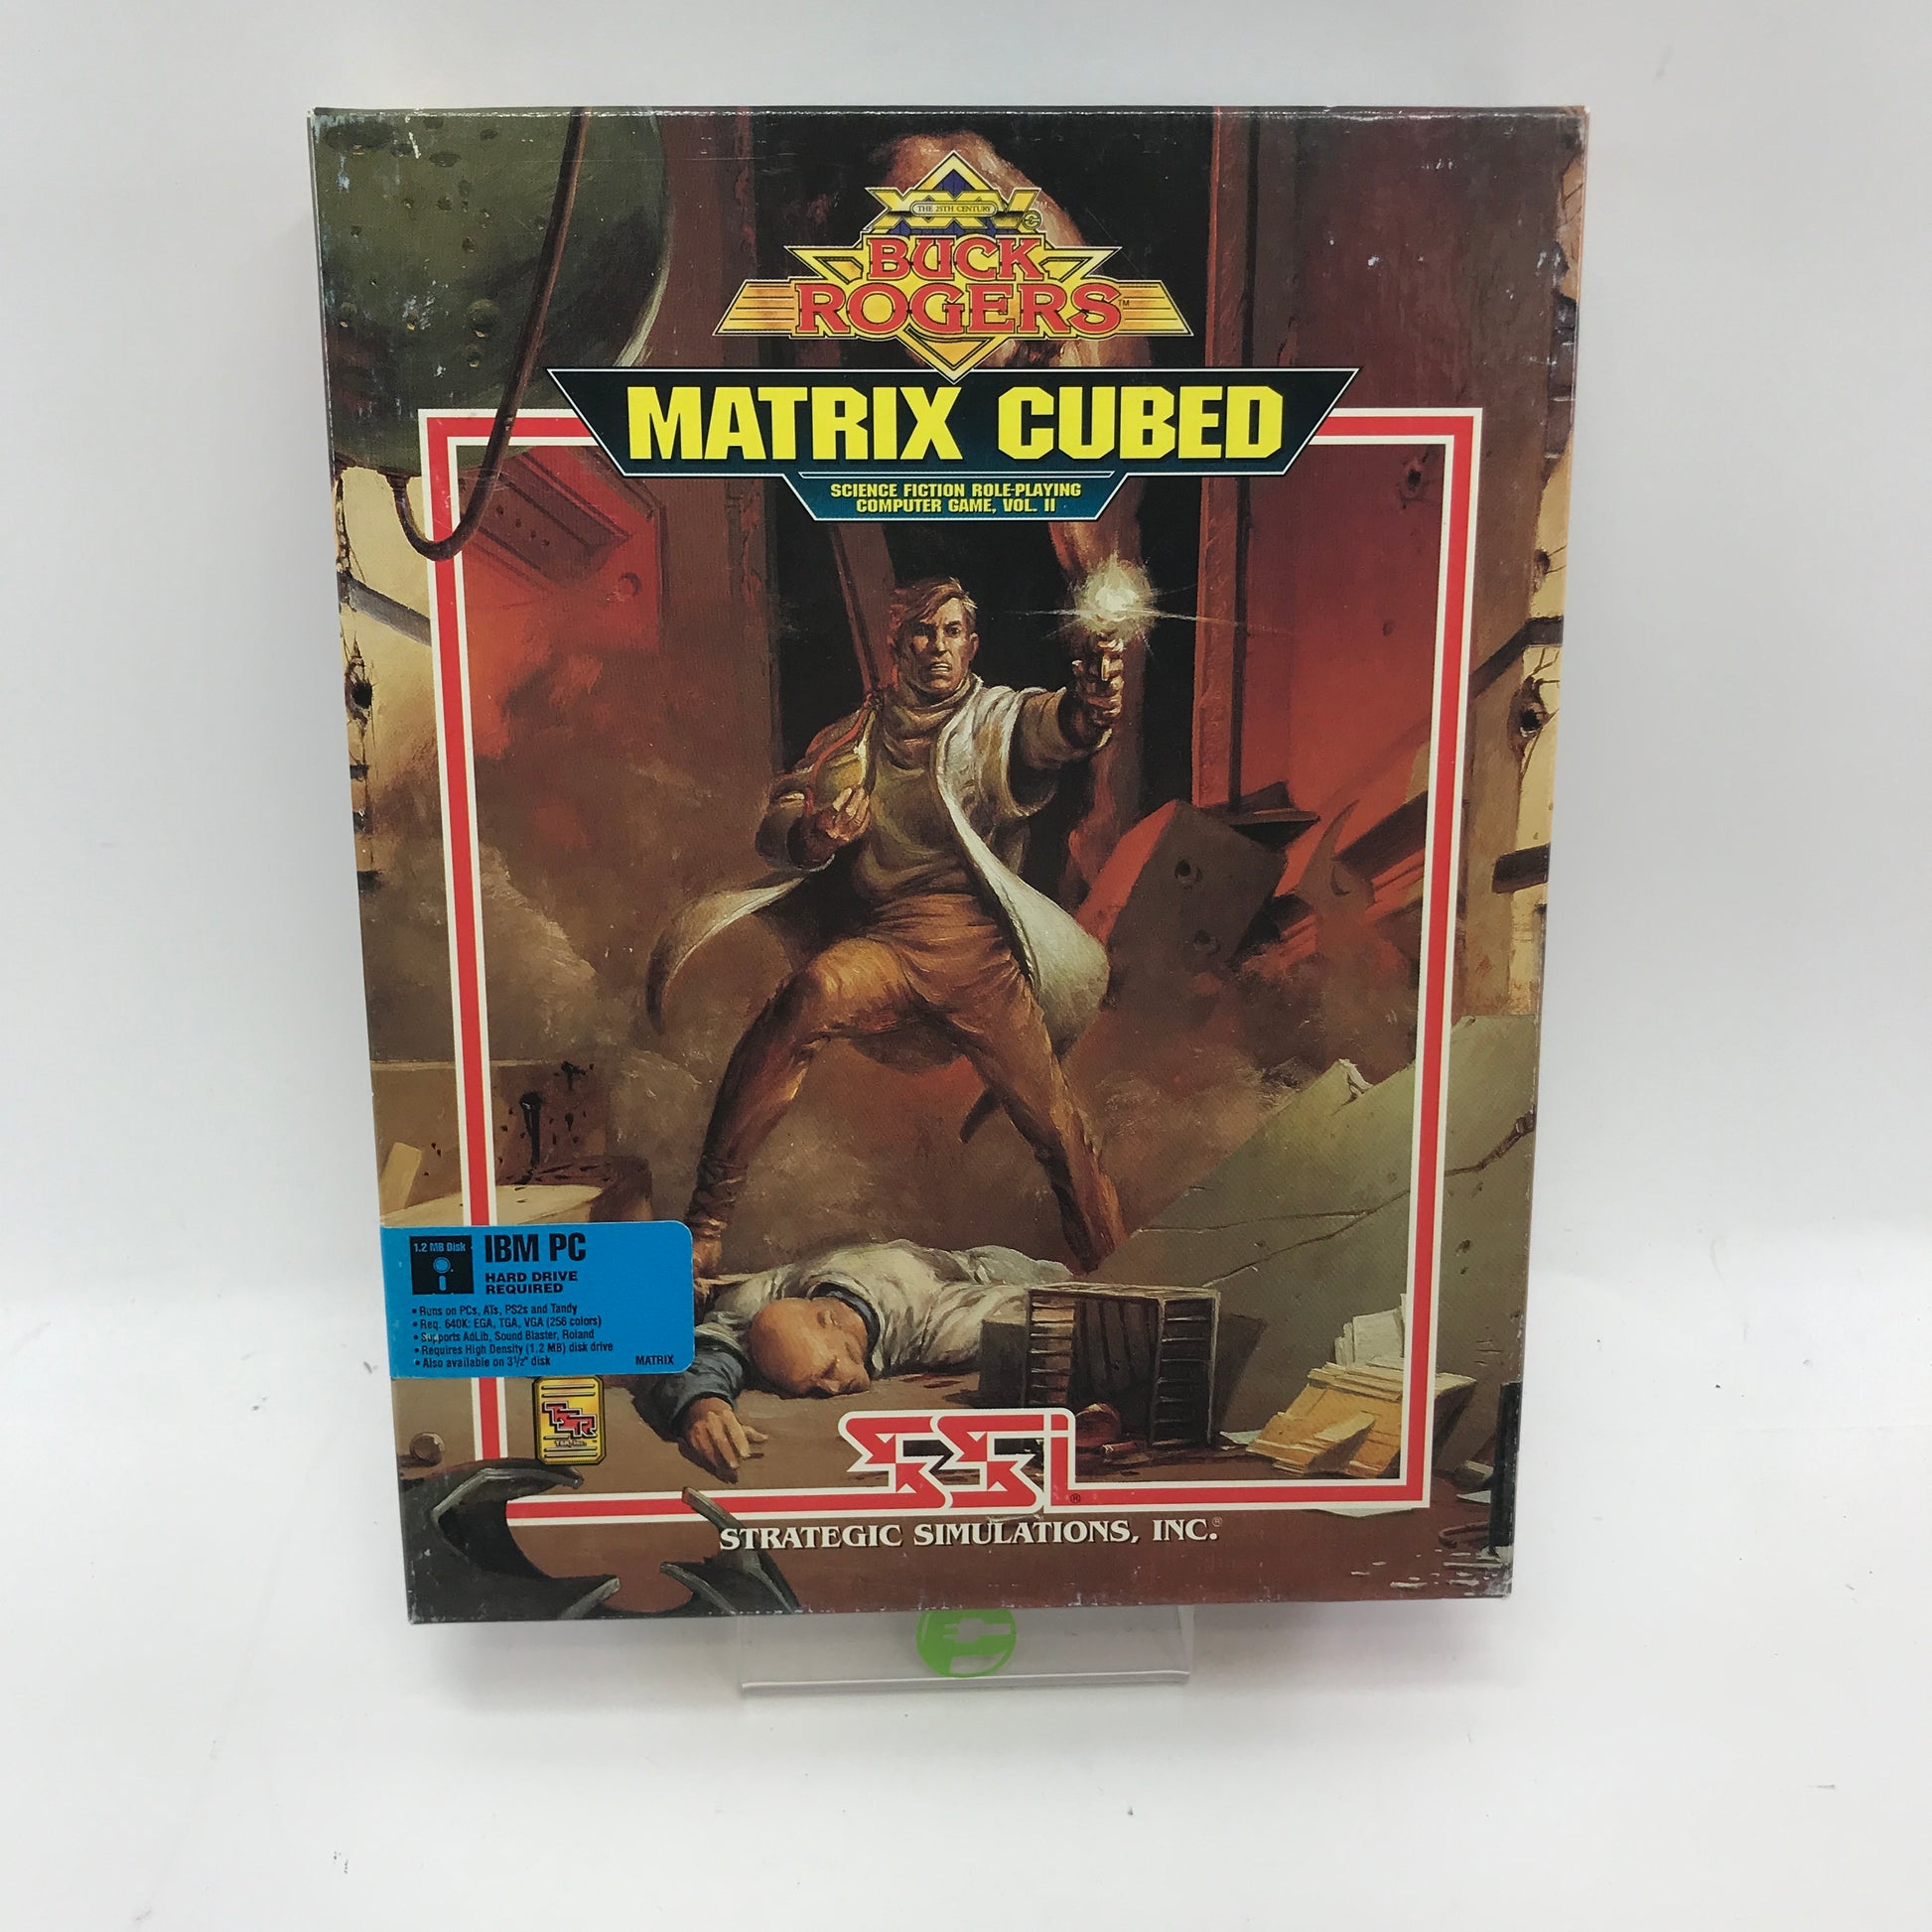 THE 25TH CENTURY
BUCK
ROGERS™
MATRIX CUBED
SCIENCE FICTION ROLE-PLAYING
COMPUTER GAME, VOL. II
1.2 MB Disk
IBM PC
HARD DRIVE
REQUIRED
• Runs on PCs, ATs, PS2s and Tandy
• Req. 640K: EGA, TGA, VGA (256 colors)
• Supports AdLib, Sound Blaster, Roland
• Requires High Density (1.2 MB) disk drive
• Also available on 3½" disk
MATRIX
TSR
TSR, Inc.
SSI®
STRATEGIC SIMULATIONS, INC.®